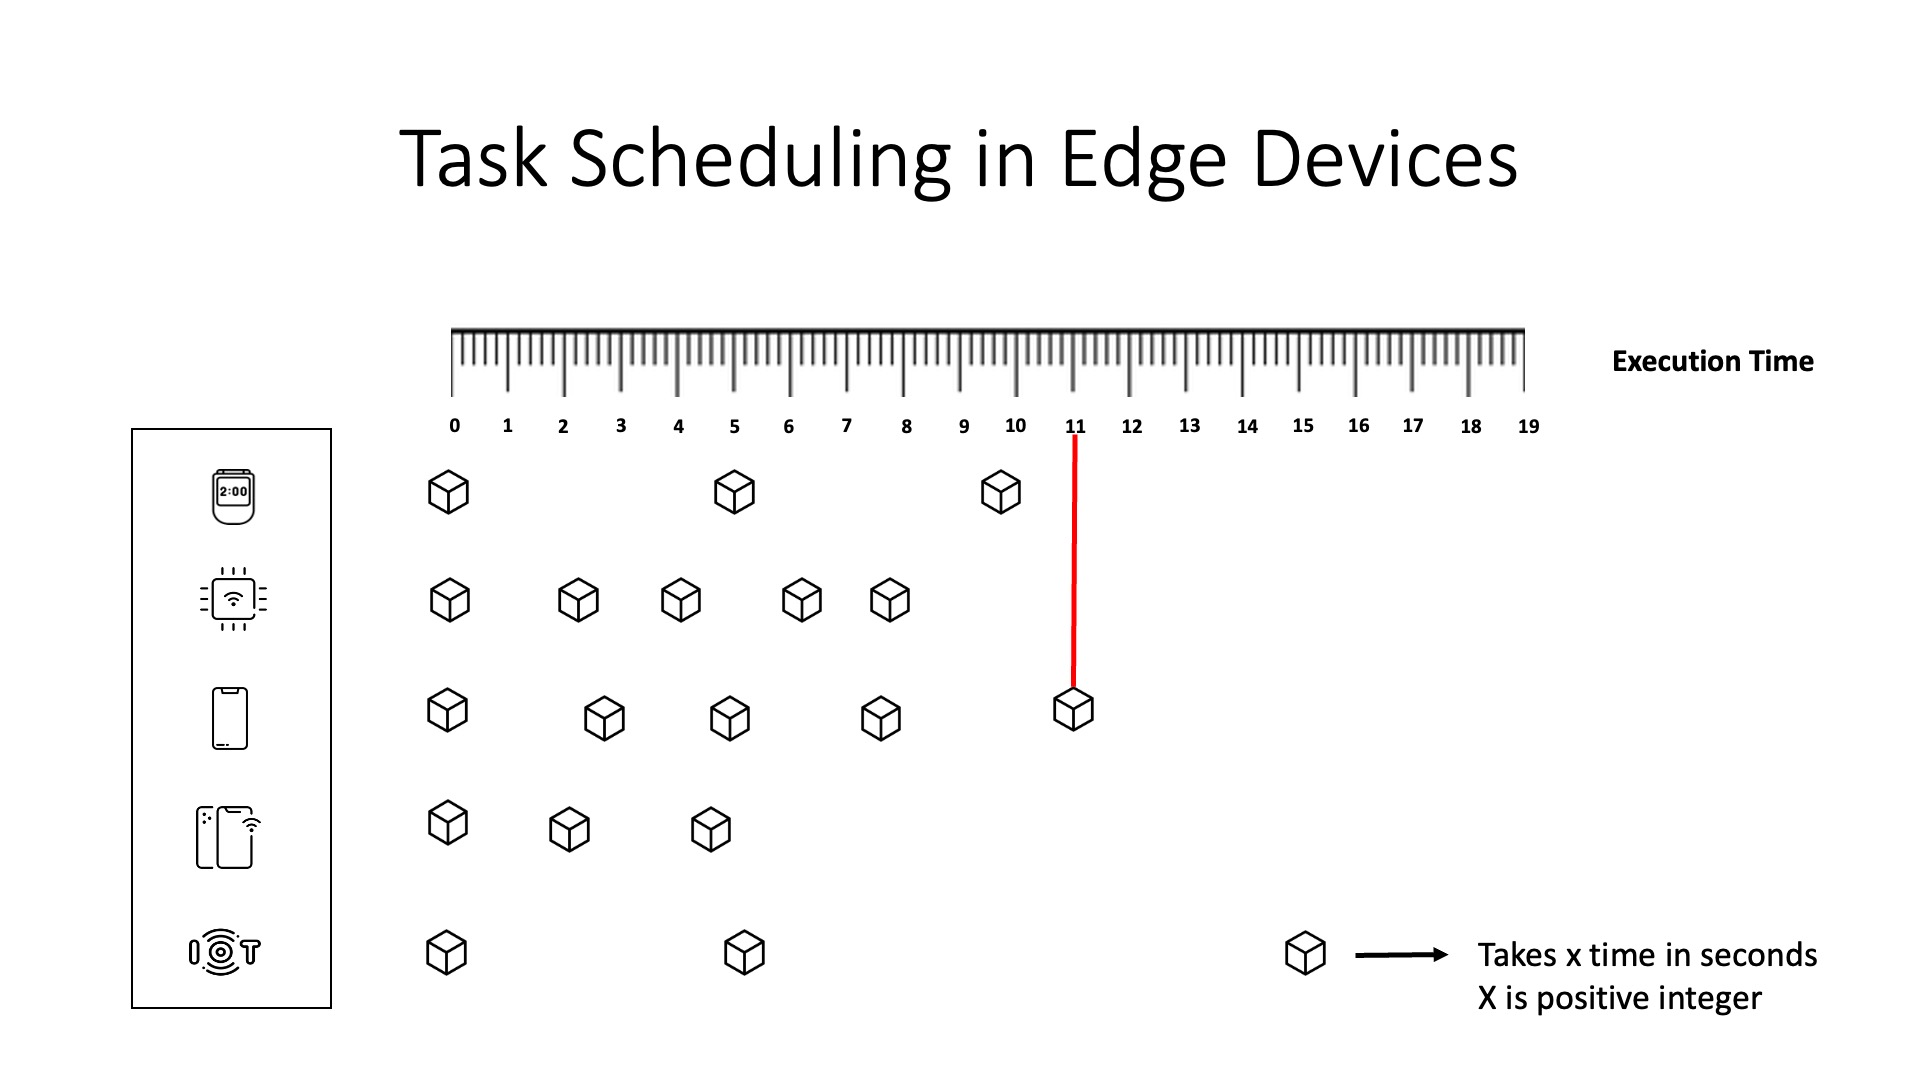 Task Scheduling in Edge Devices
Execution Time
0 1 2 3 4 5 6 7 8 9 10 11 12 13 14 15 16 17 18 19
2:00
IOT
Takes x time in seconds
X is positive integer